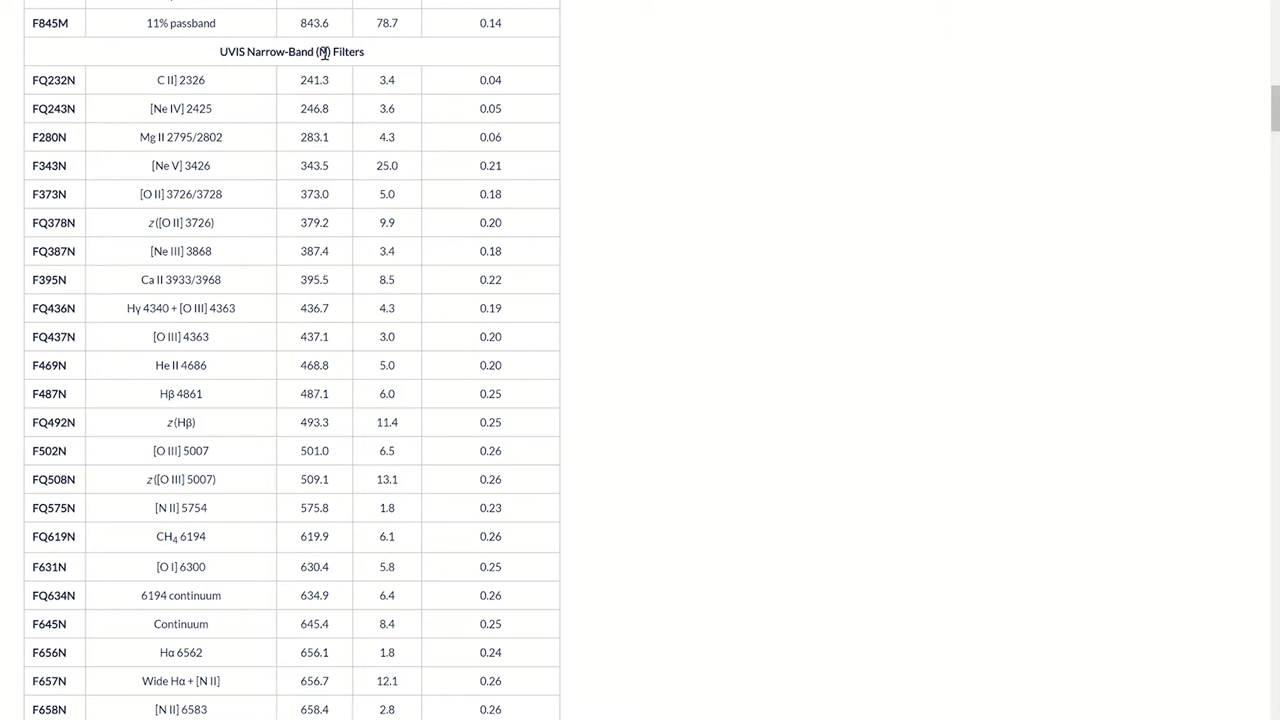 F845M 11% passband 843.6 78.7 0.14
UVIS Narrow-Band (N) Filters
FQ232N C II] 2326 241.3 3.4 0.04
FQ243N [Ne IV] 2425 246.8 3.6 0.05
F280N Mg II 2795/2802 283.1 4.3 0.06
F343N [Ne V] 3426 343.5 25.0 0.21
F373N [O II] 3726/3728 373.0 5.0 0.18
FQ378N z ([O II] 3726) 379.2 9.9 0.20
FQ387N [Ne III] 3868 387.4 3.4 0.18
F395N Ca II 3933/3968 395.5 8.5 0.22
FQ436N Hγ 4340 + [O III] 4363 436.7 4.3 0.19
FQ437N [O III] 4363 437.1 3.0 0.20
F469N He II 4686 468.8 5.0 0.20
F487N Hβ 4861 487.1 6.0 0.25
FQ492N z (Hβ) 493.3 11.4 0.25
F502N [O III] 5007 501.0 6.5 0.26
FQ508N z ([O III] 5007) 509.1 13.1 0.26
FQ575N [N II] 5754 575.8 1.8 0.23
FQ619N CH4 6194 619.9 6.1 0.26
F631N [O I] 6300 630.4 5.8 0.25
FQ634N 6194 continuum 634.9 6.4 0.26
F645N Continuum 645.4 8.4 0.25
F656N Hα 6562 656.1 1.8 0.24
F657N Wide Hα + [N II] 656.7 12.1 0.26
F658N [N II] 6583 658.4 2.8 0.26